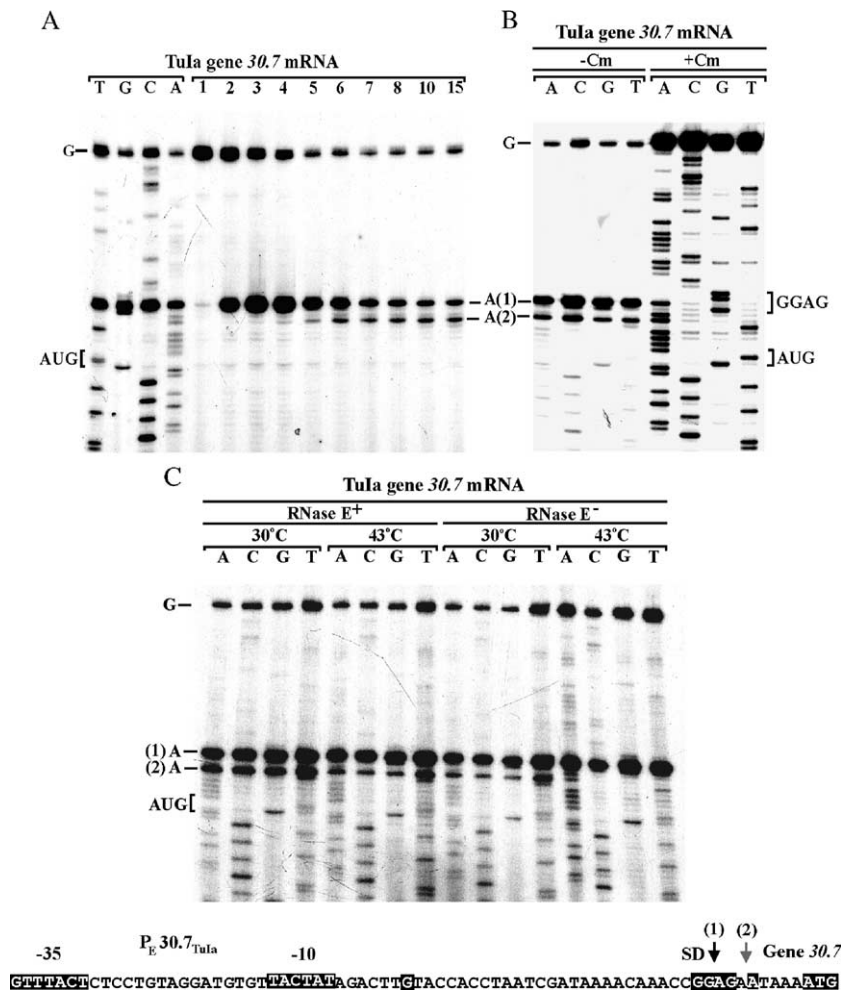 A
TuIa gene 30.7 mRNA
T G C A 1 2 3 4 5 6 7 8 10 15
G
A(1)
A(2)
AUG
B
TuIa gene 30.7 mRNA
-Cm +Cm
A C G T A C G T
G
GGAG
AUG
C
TuIa gene 30.7 mRNA
RNase E+ RNase E-
30°C 43°C 30°C 43°C
A C G T A C G T A C G T A C G T
G
(1) A
(2) A
AUG
(1) (2)
-35 PE 30.7TuIa -10 SD Gene 30.7
GTTTACTCTCCTGTAGGATGTGTTACTATAGACTTGTACCACCTAATCGATAAAACAAACCGGAGAATAAAATG